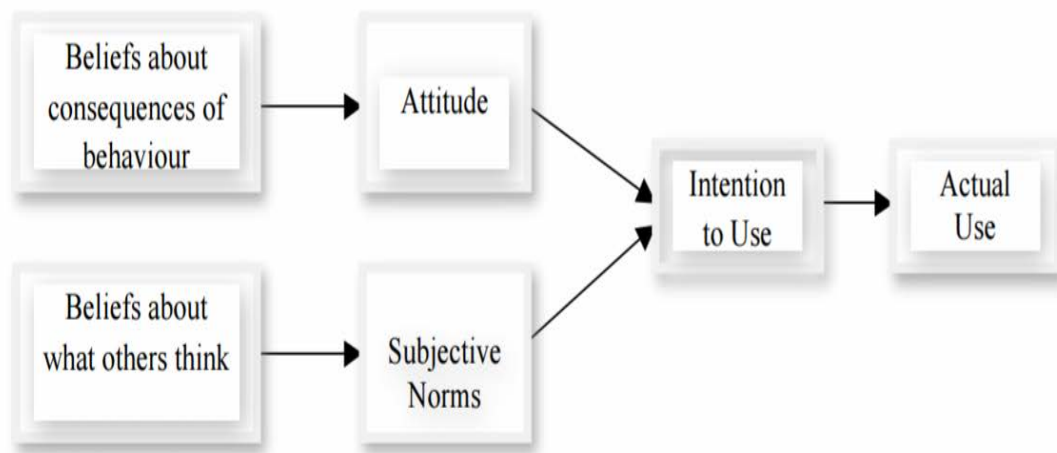 Beliefs about
consequences of
behaviour
Attitude
Intention
to Use
Actual
Use
Beliefs about
what others think
Subjective
Norms